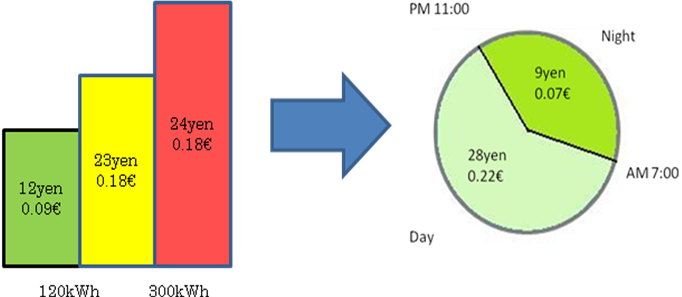 12yen
0.09€
23yen
0.18€
24yen
0.18€
120kWh
300kWh
PM 11:00
Night
9yen
0.07€
28yen
0.22€
AM 7:00
Day